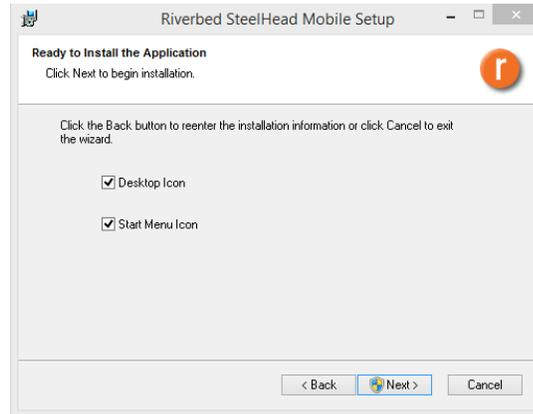 Riverbed SteelHead Mobile Setup
Ready to Install the Application
Click Next to begin installation.
r
Click the Back button to reenter the installation information or click Cancel to exit
the wizard.
Desktop Icon
Start Menu Icon
< Back
Next >
Cancel